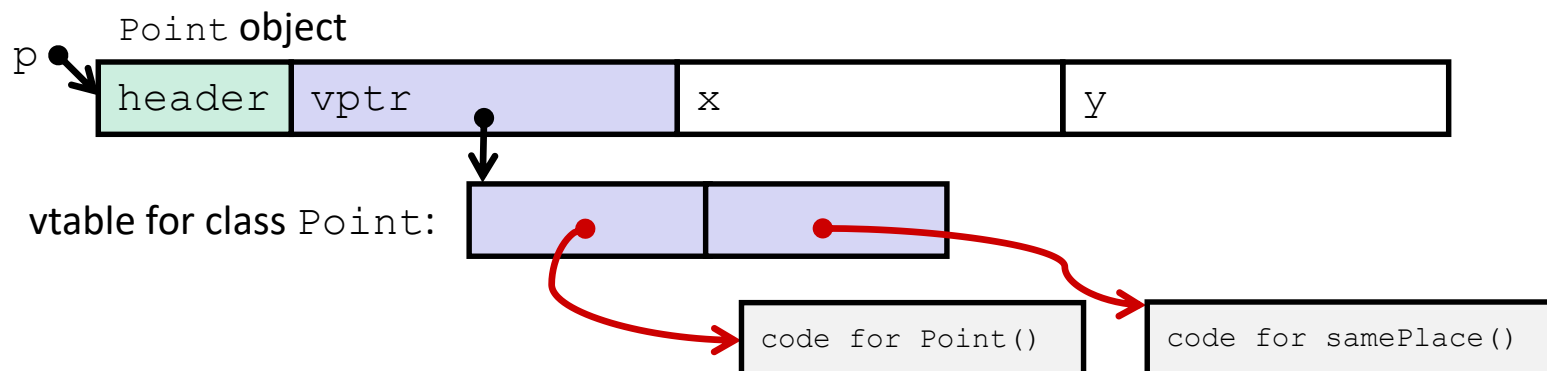 Point object
p
header vptr x y
vtable for class Point:
code for Point() code for samePlace()